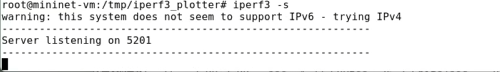 root@mininet-vm:/tmp/iperf3_plotter# iperf3 -s
warning: this system does not seem to support IPv6 - trying IPv4
-----------------------------------------------------------
Server listening on 5201
-----------------------------------------------------------